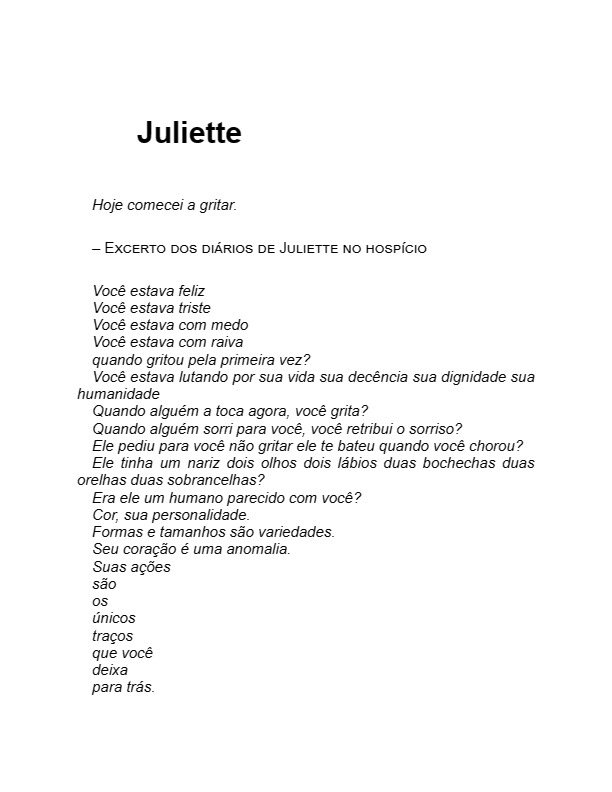 Juliette
Hoje comecei a gritar.
– Excerto dos diários de Juliette no hospício
Você estava feliz
Você estava triste
Você estava com medo
Você estava com raiva
quando gritou pela primeira vez?
Você estava lutando por sua vida sua decência sua dignidade sua
humanidade
Quando alguém a toca agora, você grita?
Quando alguém sorri para você, você retribui o sorriso?
Ele pediu para você não gritar ele te bateu quando você chorou?
Ele tinha um nariz dois olhos dois lábios duas bochechas duas
orelhas duas sobrancelhas?
Era ele um humano parecido com você?
Cor, sua personalidade.
Formas e tamanhos são variedades.
Seu coração é uma anomalia.
Suas ações
são
os
únicos
traços
que você
deixa
para trás.